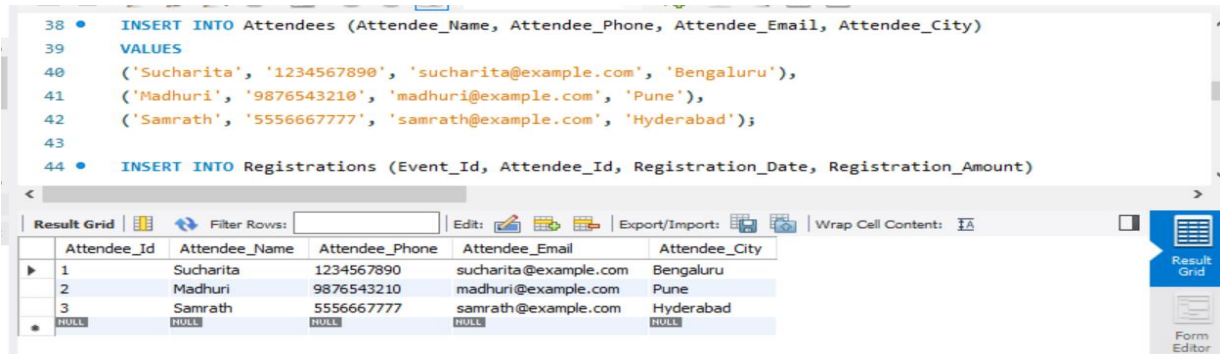 38 INSERT INTO Attendees (Attendee_Name, Attendee_Phone, Attendee_Email, Attendee_City)
39 VALUES
40 ('Sucharita', '1234567890', 'sucharita@example.com', 'Bengaluru'),
41 ('Madhuri', '9876543210', 'madhuri@example.com', 'Pune'),
42 ('Samrath', '5556667777', 'samrath@example.com', 'Hyderabad');
43
44 INSERT INTO Registrations (Event_Id, Attendee_Id, Registration_Date, Registration_Amount)
Result Grid Filter Rows: Edit: Export/Import: Wrap Cell Content: IA
Attendee_Id Attendee_Name Attendee_Phone Attendee_Email Attendee_City
1 Sucharita 1234567890 sucharita@example.com Bengaluru
2 Madhuri 9876543210 madhuri@example.com Pune
3 Samrath 5556667777 samrath@example.com Hyderabad
NULL NULL NULL NULL NULL
Result
Grid
Form
Editor